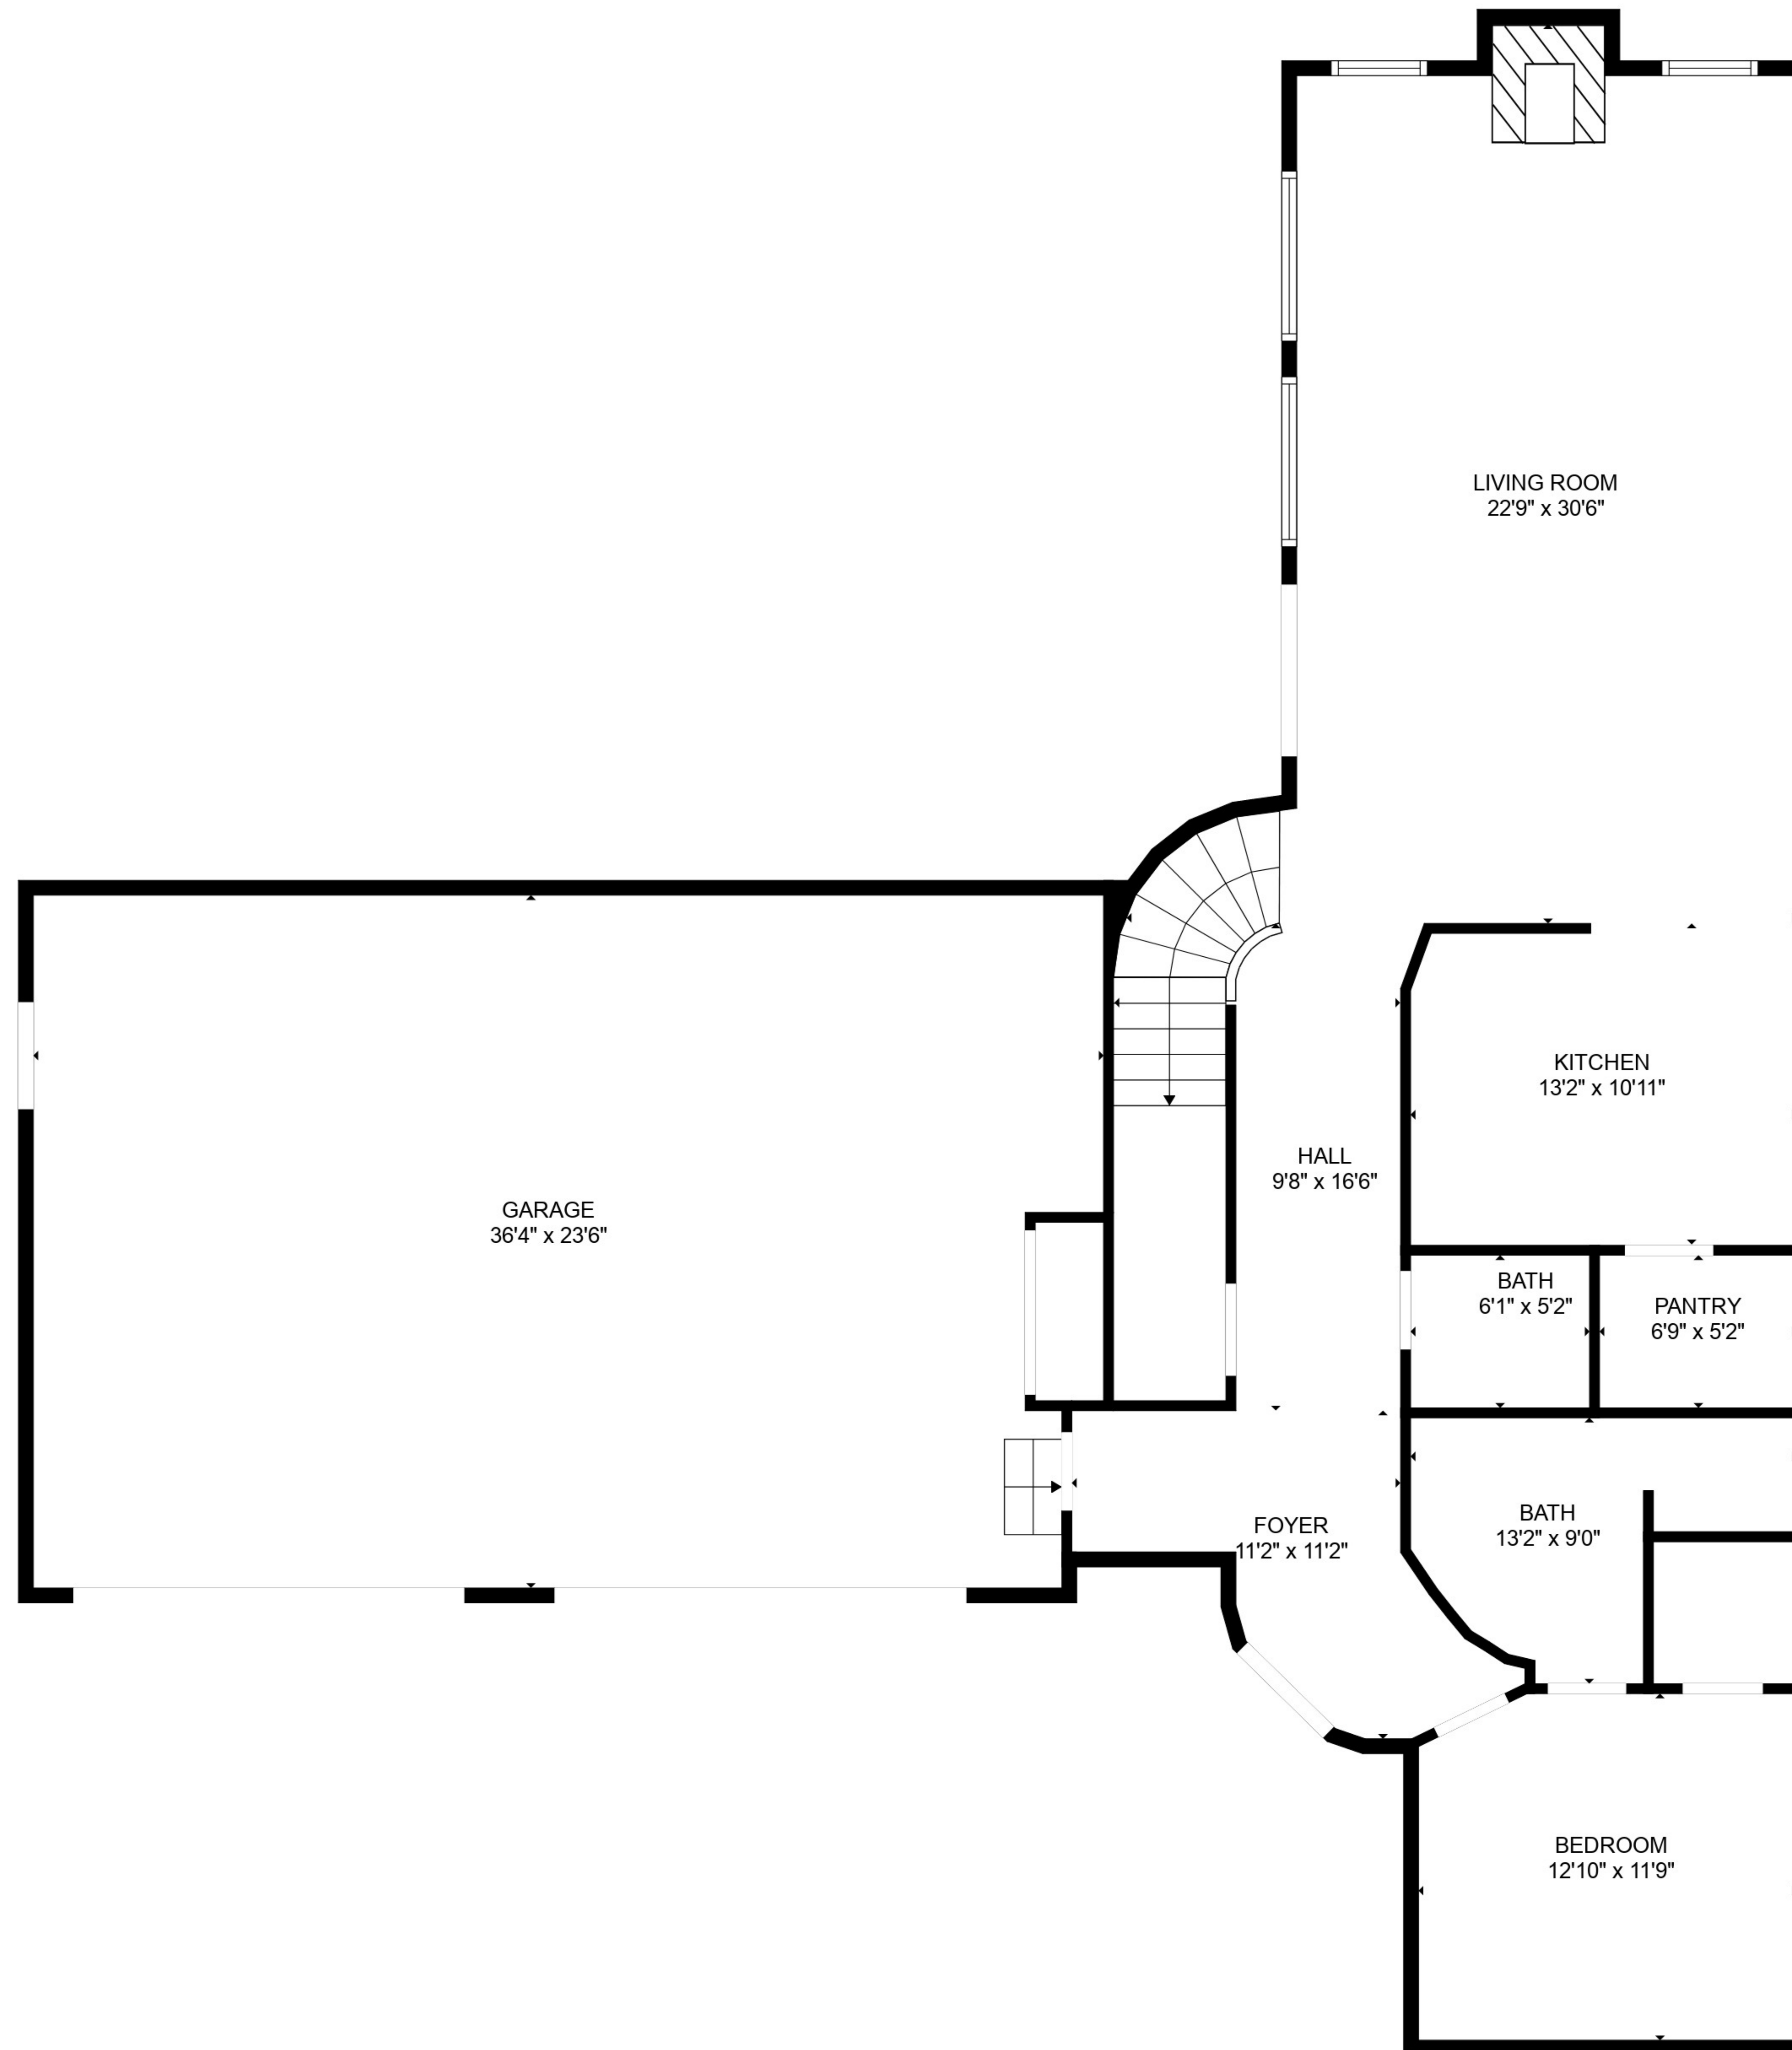 LIVING ROOM
22'9" x 30'6"
KITCHEN
13'2" x 10'11"
HALL
9'8" x 16'6"
GARAGE
36'4" x 23'6"
BATH
6'1" x 5'2"
PANTRY
6'9" x 5'2"
BATH
13'2" x 9'0"
FOYER
11'2" x 11'2"
BEDROOM
12'10" x 11'9"